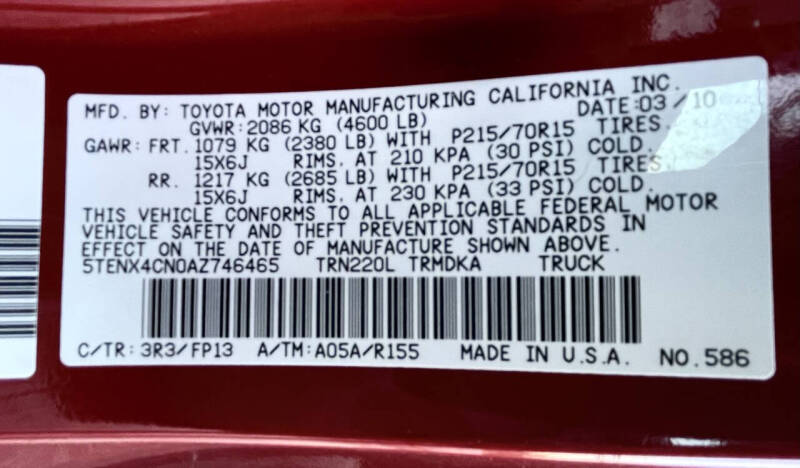 MFD. BY: TOYOTA MOTOR MANUFACTURING CALIFORNIA INC.
GVWR: 2086 KG (4600 LB) DATE: 03/10
GAWR: FRT. 1079 KG (2380 LB) WITH P215/70R15 TIRES.
15X6J RIMS. AT 210 KPA (30 PSI) COLD.
RR. 1217 KG (2685 LB) WITH P215/70R15 TIRES.
15X6J RIMS. AT 230 KPA (33 PSI) COLD.
THIS VEHICLE CONFORMS TO ALL APPLICABLE FEDERAL MOTOR
VEHICLE SAFETY AND THEFT PREVENTION STANDARDS IN
EFFECT ON THE DATE OF MANUFACTURE SHOWN ABOVE.
5TENX4CN0AZ746465 TRN220L TRMDKA TRUCK
C/TR: 3R3/FP13 A/TM: A05A/R155 MADE IN U.S.A. NO. 586